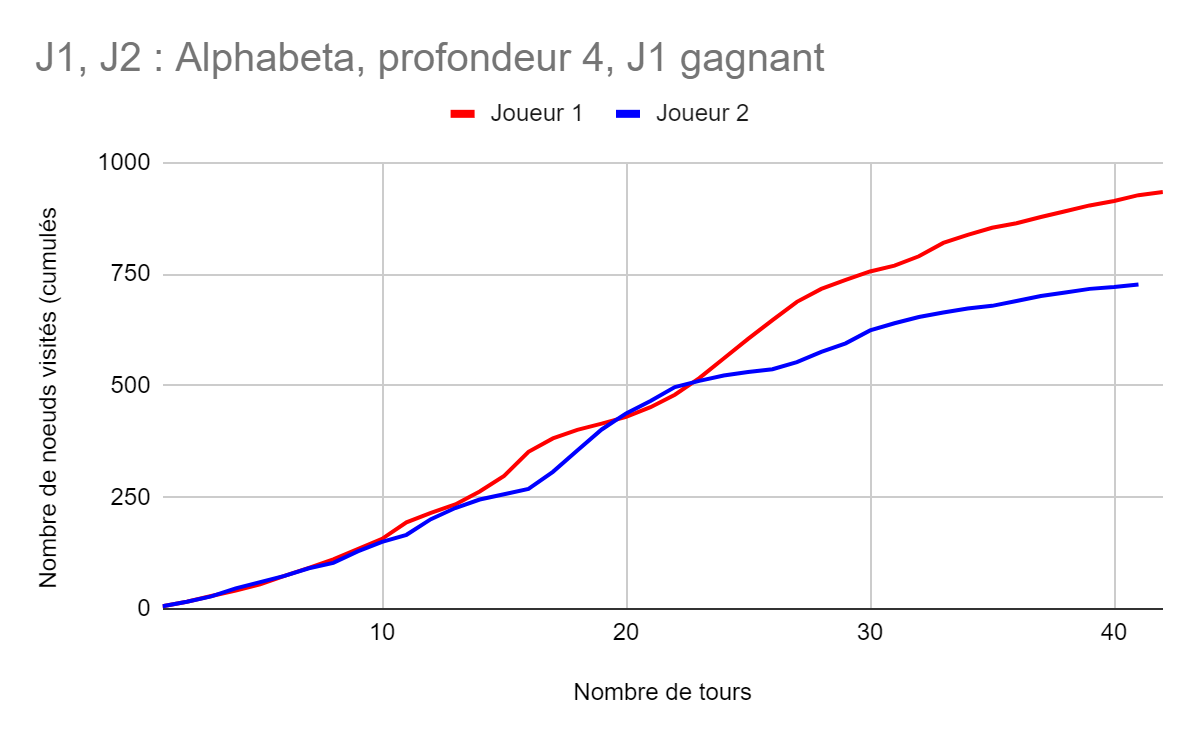 J1, J2 : Alphabeta, profondeur 4, J1 gagnant
Joueur 1
Joueur 2
Nombre de noeuds visités (cumulés
1000
750
500
250
0
10
20
30
40
Nombre de tours